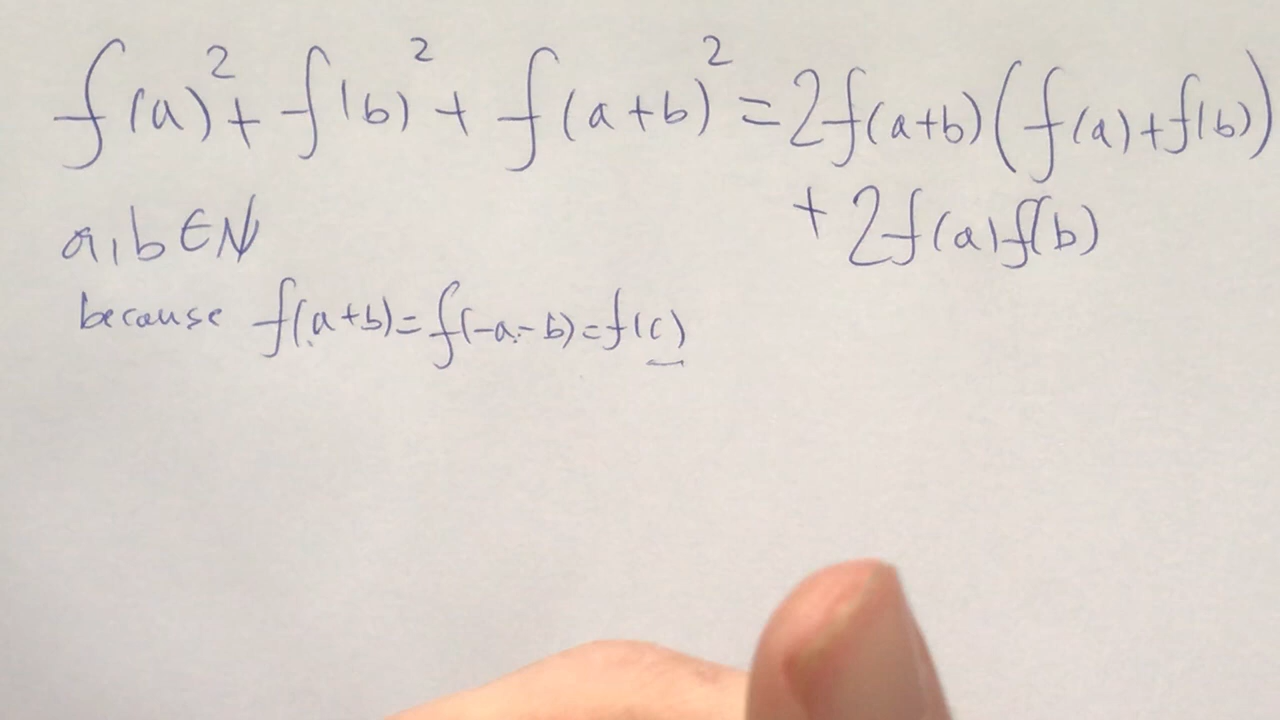 f(a)² + f(b)² + f(a+b)² = 2f(a+b)(f(a)+f(b))
+ 2f(a)f(b)
a,b∈ℕ
because f(a+b)=f(-a-b)=f(c)